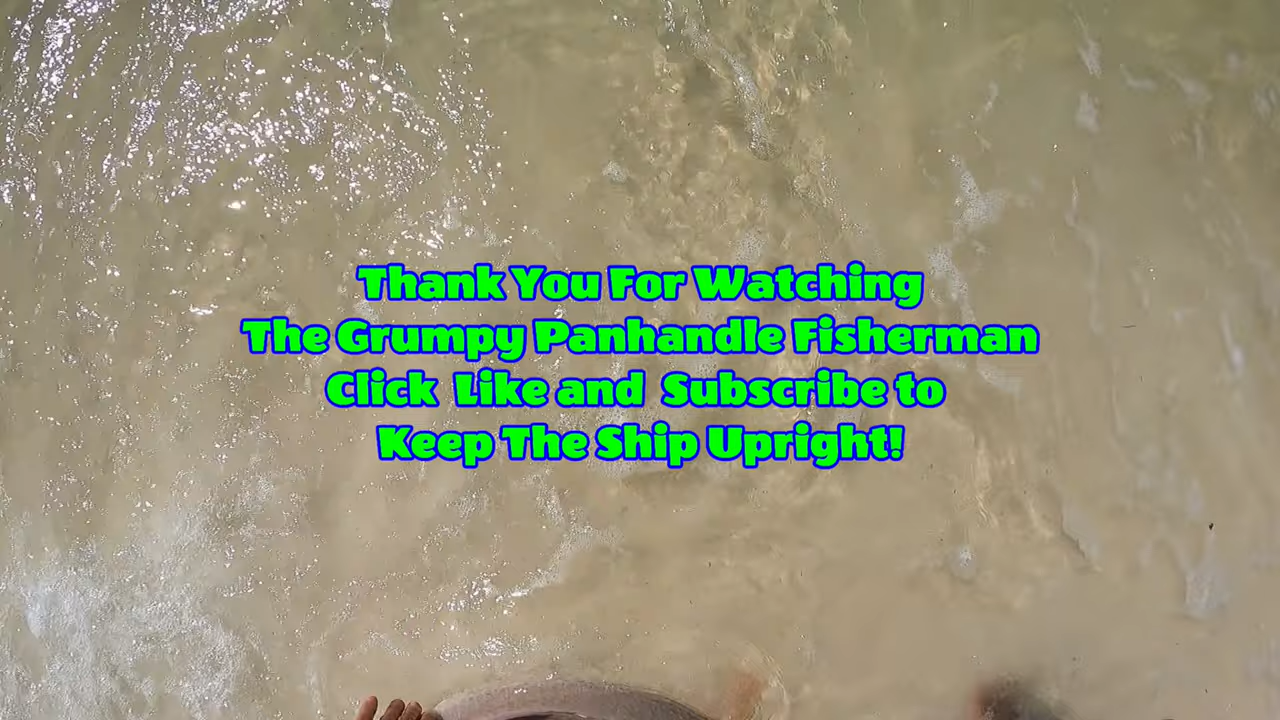 Thank You For Watching
The Grumpy Panhandle Fisherman
Click Like and Subscribe to
Keep The Ship Upright!